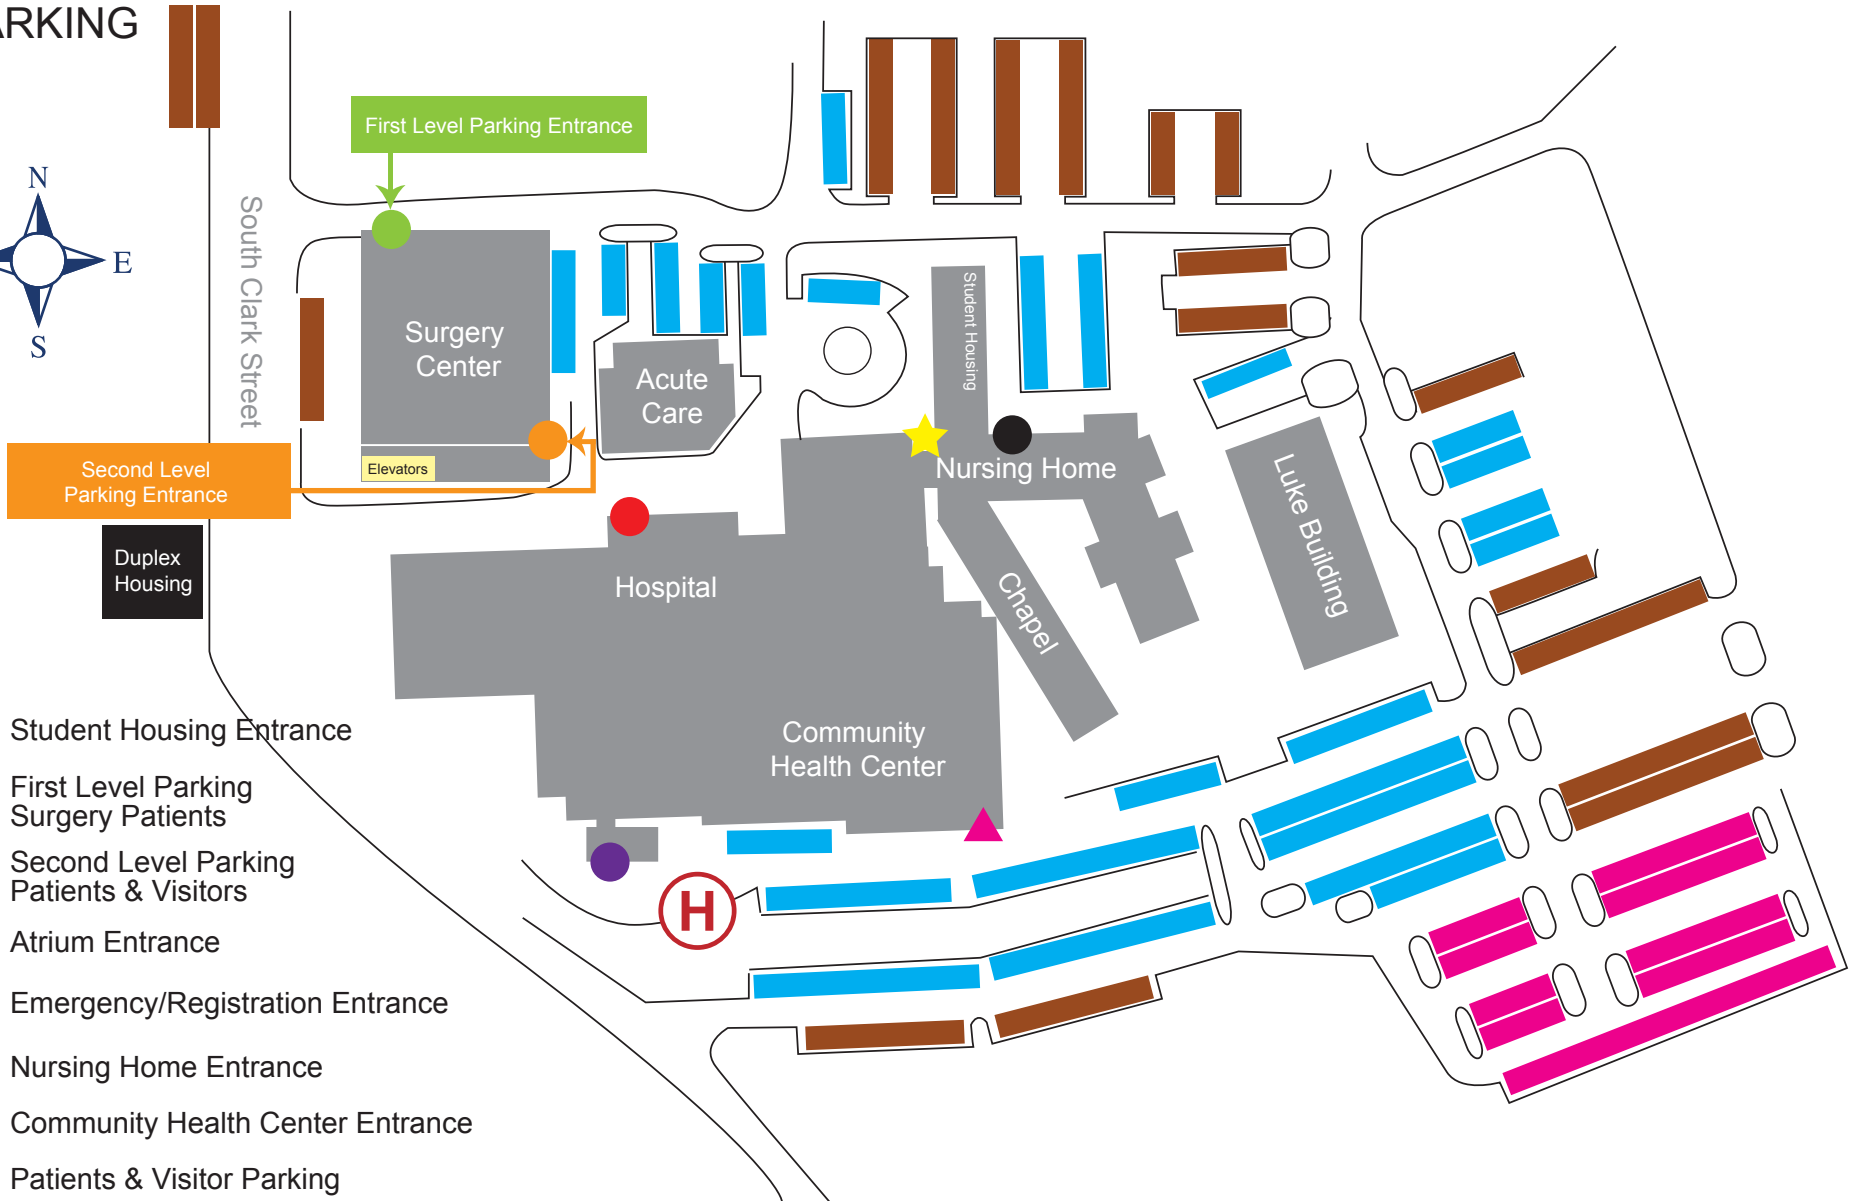 ARKING
First Level Parking Entrance
N
E
S
South Clark Street
Surgery
Center
Acute
Care
Student Housing
Second Level
Parking Entrance
Elevators
Nursing Home
Luke Building
Duplex
Housing
Hospital
Chapel
Community
Health Center
H
Student Housing Entrance
First Level Parking
Surgery Patients
Second Level Parking
Patients & Visitors
Atrium Entrance
Emergency/Registration Entrance
Nursing Home Entrance
Community Health Center Entrance
Patients & Visitor Parking